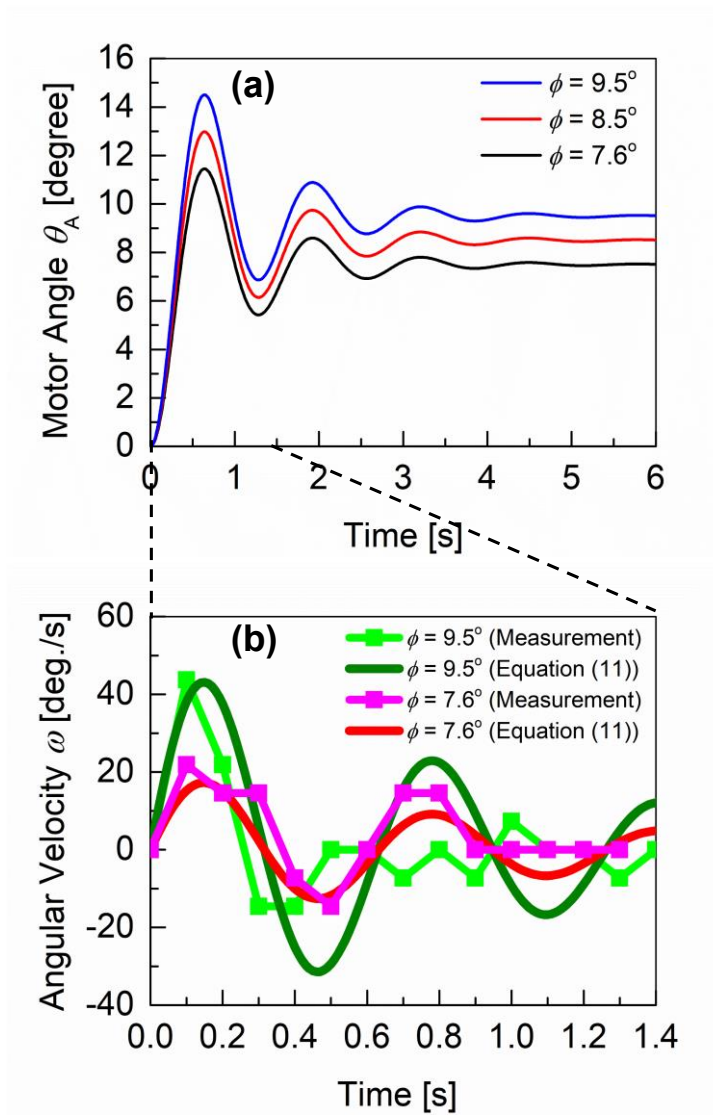 (a)
ϕ = 9.5°
ϕ = 8.5°
ϕ = 7.6°
Motor Angle θA [degree]
16
14
12
10
8
6
4
2
0
0 1 2 3 4 5 6
Time [s]
(b)
ϕ = 9.5° (Measurement)
ϕ = 9.5° (Equation (11))
ϕ = 7.6° (Measurement)
ϕ = 7.6° (Equation (11))
Angular Velocity ω [deg./s]
60
40
20
0
-20
-40
0.0 0.2 0.4 0.6 0.8 1.0 1.2 1.4
Time [s]